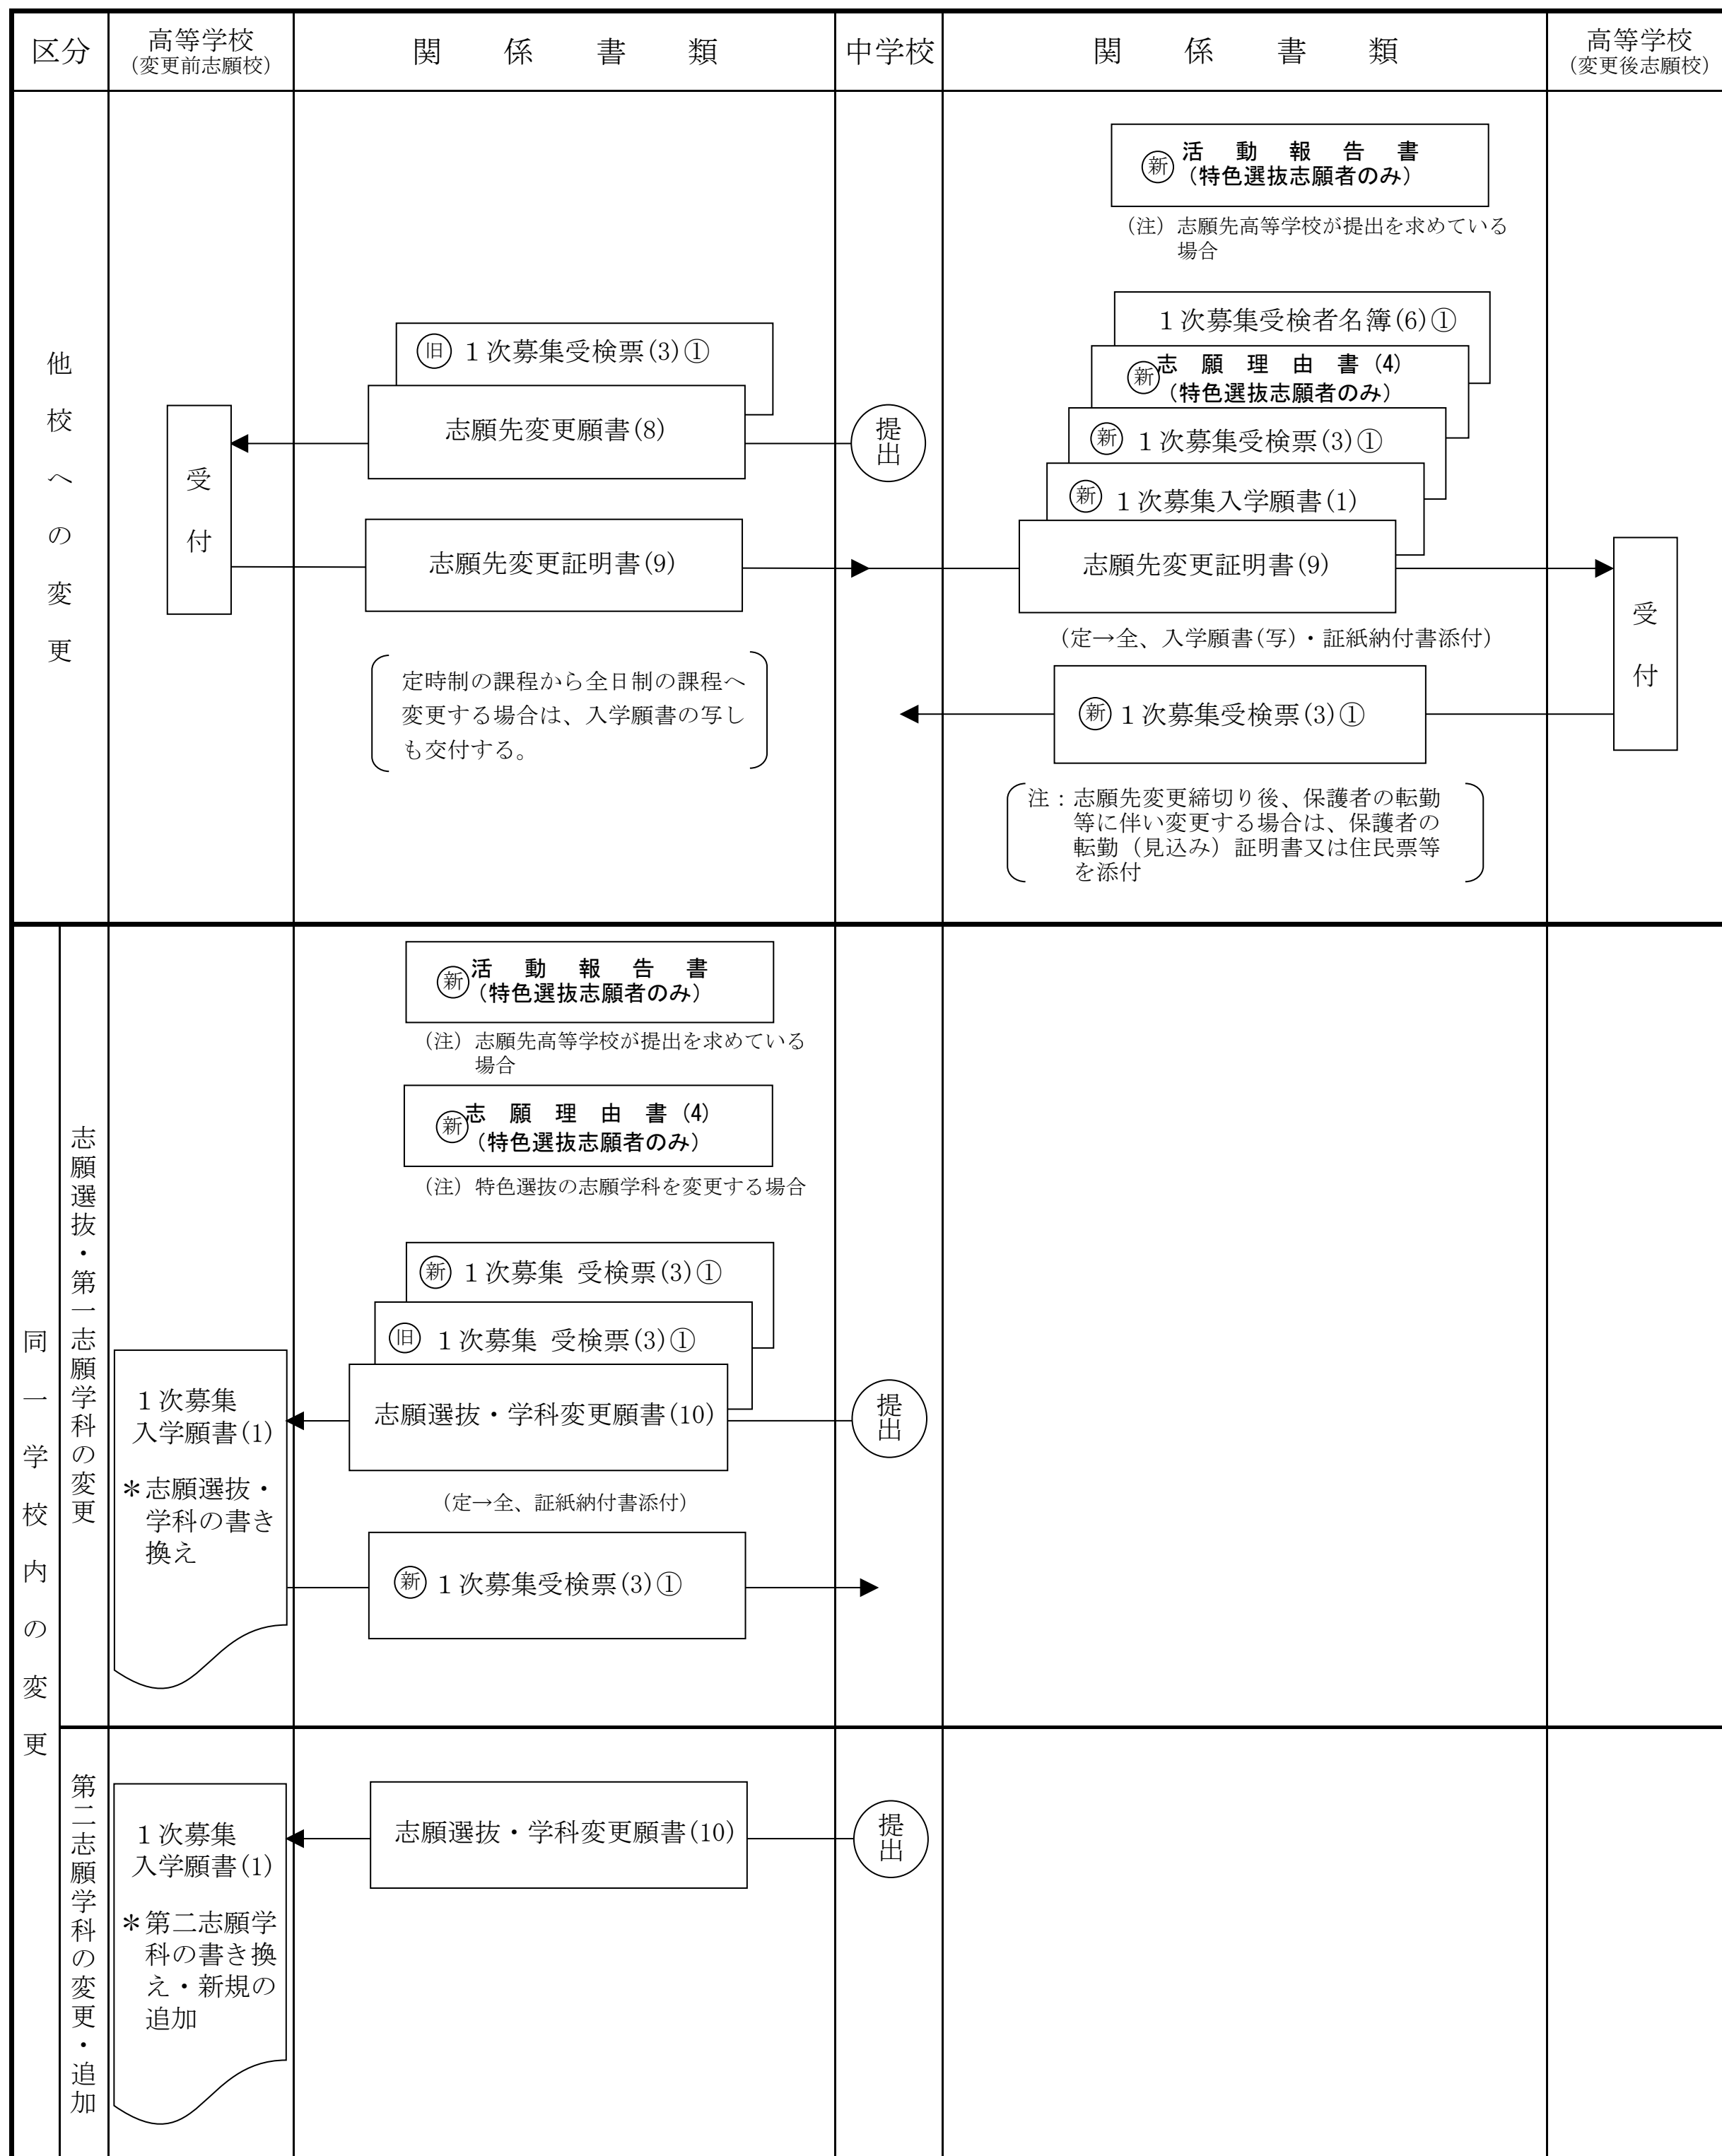 区分
高等学校
（変更前志願校）
関係書類
中学校
関係書類
高等学校
（変更後志願校）
他校への変更
受付
㊥旧 １次募集受検票(3)①
志願先変更願書(8)
提出
志願先変更証明書(9)
定時制の課程から全日制の課程へ
変更する場合は、入学願書の写し
も交付する。
新 活動報告書
（特色選抜志願者のみ）
（注）志願先高等学校が提出を求めている
場合
１次募集受検者名簿(6)①
新 志願理由書(4)
（特色選抜志願者のみ）
新 １次募集受検票(3)①
新 １次募集入学願書(1)
志願先変更証明書(9)
（定→全、入学願書(写)・証紙納付書添付）
新 １次募集受検票(3)①
受付
注：志願先変更締切り後、保護者の転勤
等に伴い変更する場合は、保護者の
転勤（見込み）証明書又は住民票等
を添付
同一学校内の変更
志願選抜・第一志願学科の変更
１次募集
入学願書(1)
＊志願選抜・
学科の書き
換え
新 活動報告書
（特色選抜志願者のみ）
（注）志願先高等学校が提出を求めている
場合
新 志願理由書(4)
（特色選抜志願者のみ）
（注）特色選抜の志願学科を変更する場合
新 １次募集 受検票(3)①
旧 １次募集 受検票(3)①
志願選抜・学科変更願書(10)
提出
（定→全、証紙納付書添付）
新 １次募集受検票(3)①
第二志願学科の変更・追加
１次募集
入学願書(1)
＊第二志願学
科の書き換
え・新規の
追加
志願選抜・学科変更願書(10)
提出